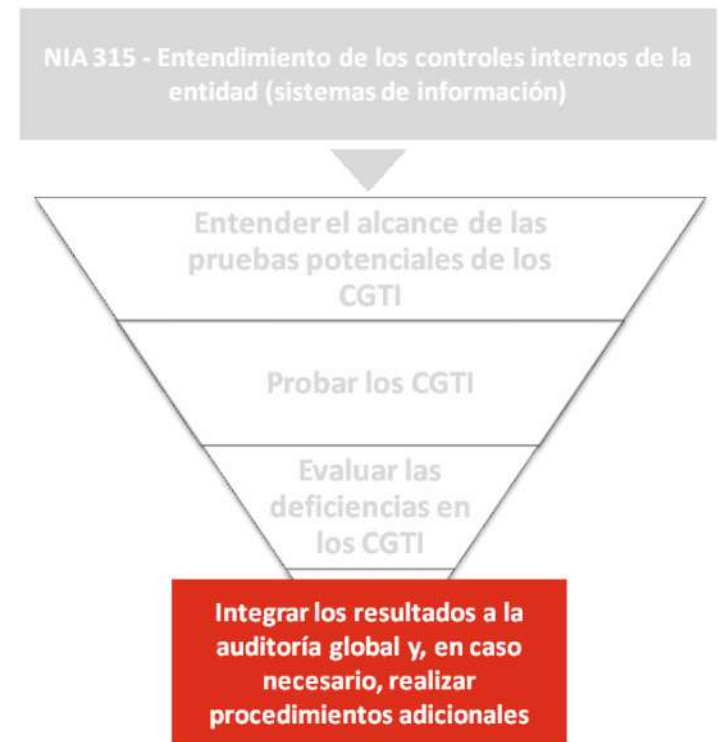 NIA 315 - Entendimiento de los controles internos de la
entidad (sistemas de información)
Entender el alcance de las
pruebas potenciales de los
CGTI
Probar los CGTI
Evaluar las
deficiencias en
los CGTI
Integrar los resultados a la
auditoría global y, en caso
necesario, realizar
procedimientos adicionales